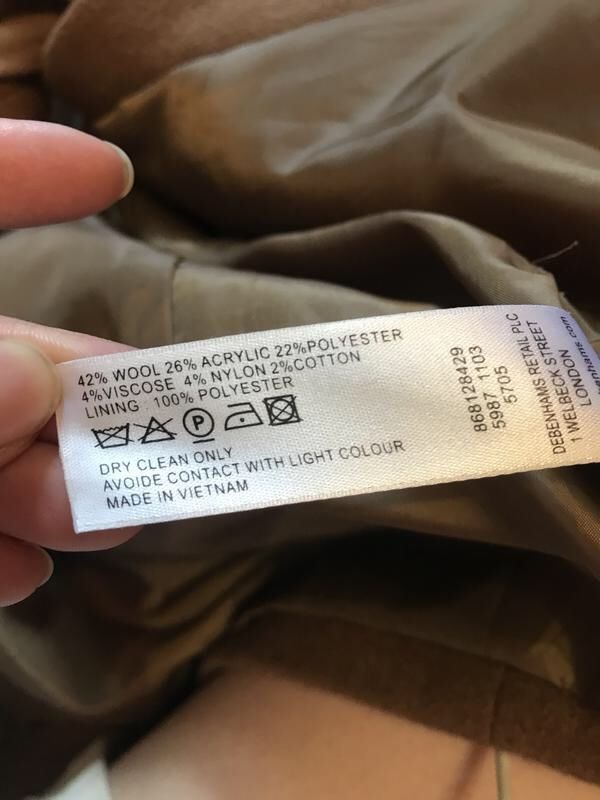 42% WOOL 26% ACRYLIC 22%POLYESTER
4%VISCOSE 4% NYLON 2%COTTON
LINING : 100% POLYESTER
P
DRY CLEAN ONLY
AVOIDE CONTACT WITH LIGHT COLOUR
MADE IN VIETNAM
868128429
5987 1103
5705
DEBENHAMS RETAIL PLC
1 WELBECK STREET
LONDON